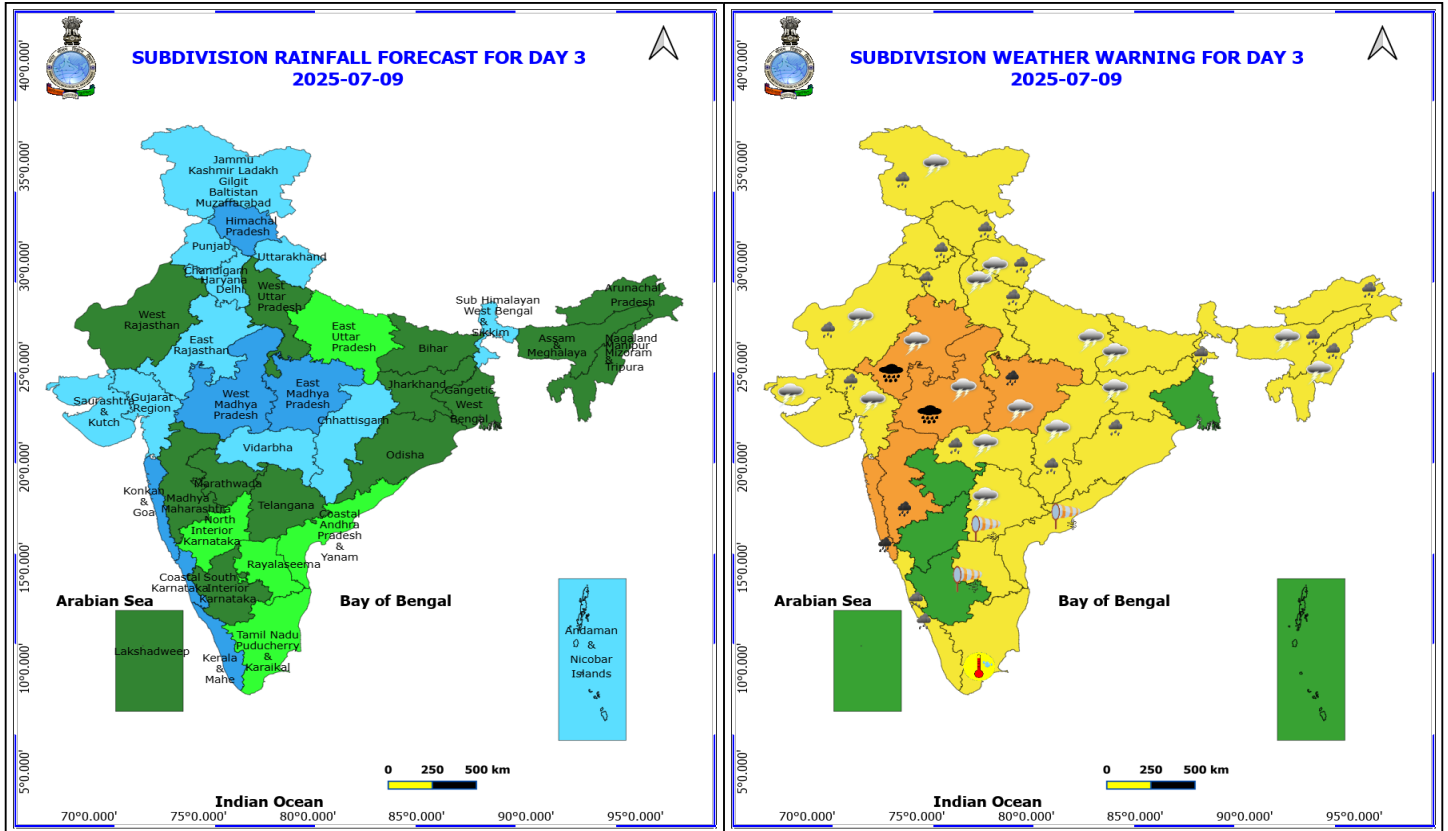 SUBDIVISION RAINFALL FORECAST FOR DAY 3
2025-07-09
40°0.000'
35°0.000'
30°0.000'
25°0.000'
20°0.000'
15°0.000'
10°0.000'
5°0.000'
Jammu
Kashmir Ladakh
Gilgit
Baltistan
Muzaffarabad
Himachal
Pradesh
Punjab
Uttarakhand
Chandigarh
Haryana
Delhi
West
Uttar
Pradesh
West
Rajasthan
East
Rajasthan
East
Uttar
Pradesh
Sub Himalayan
West Bengal
&
Sikkim
Arunachal
Pradesh
Assam
&
Meghalaya
Nagaland
Manipur
Mizoram
&
Tripura
Bihar
Jharkhand
Gangetic
West
Bengal
Saurashtra
&
Kutch
Gujarat
Region
West
Madhya
Pradesh
East
Madhya
Pradesh
Chhattisgarh
Vidarbha
Odisha
Konkan
&
Goa
Madhya
Maharashtra
Marathwada
Telangana
North
Interior
Karnataka
Coastal
Andhra
Pradesh
&
Yanam
Rayalaseema
Coastal
Karnataka
South
Interior
Karnataka
Tamil Nadu
Puducherry
&
Karaikal
Kerala
&
Mahe
Arabian Sea
Lakshadweep
Bay of Bengal
Andaman
&
Nicobar
Islands
0 250 500 km
Indian Ocean
70°0.000' 75°0.000' 80°0.000' 85°0.000' 90°0.000' 95°0.000'
SUBDIVISION WEATHER WARNING FOR DAY 3
2025-07-09
40°0.000'
35°0.000'
30°0.000'
25°0.000'
20°0.000'
15°0.000'
10°0.000'
5°0.000'
Arabian Sea
Bay of Bengal
0 250 500 km
Indian Ocean
70°0.000' 75°0.000' 80°0.000' 85°0.000' 90°0.000' 95°0.000'